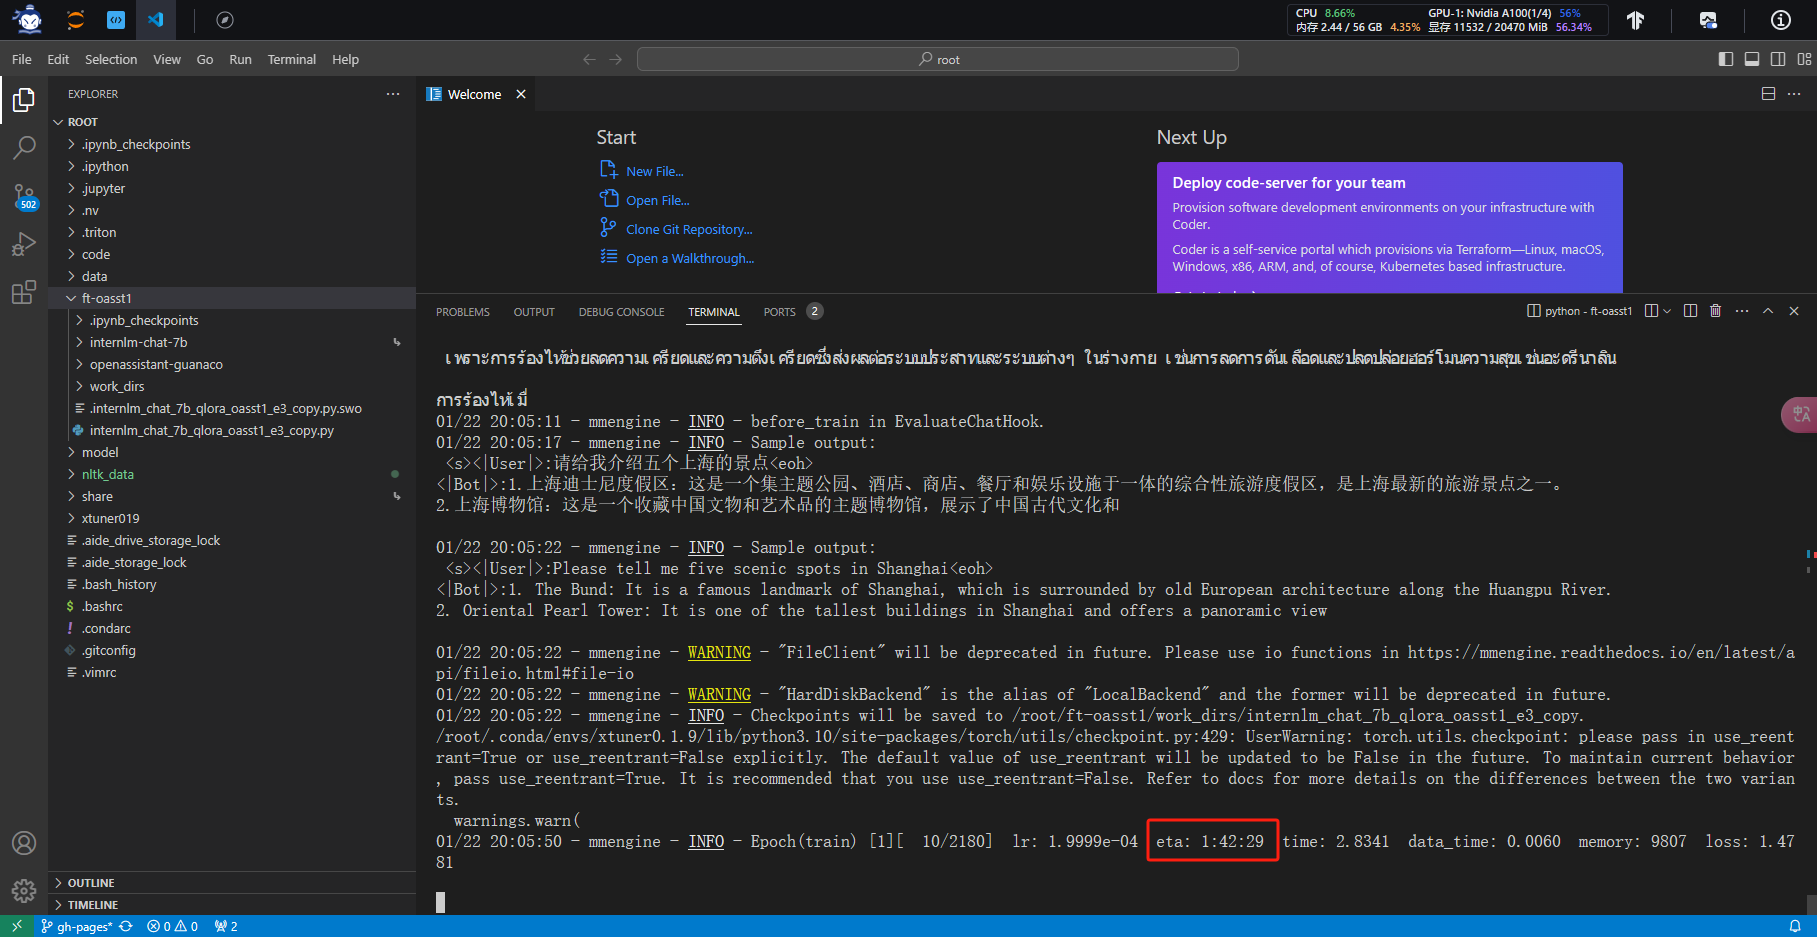 CPU 8.66% GPU-1: Nvidia A100(1/4) 56%
内存 2.44 / 56 GB 4.35% 显存 11532 / 20470 MiB 56.34%
File Edit Selection View Go Run Terminal Help
root
EXPLORER
Welcome
ROOT
.ipynb_checkpoints
.ipython
.jupyter
.nv
.triton
code
data
ft-oasst1
.ipynb_checkpoints
internlm-chat-7b
openassistant-guanaco
work_dirs
.internlm_chat_7b_qlora_oasst1_e3_copy.py.swo
internlm_chat_7b_qlora_oasst1_e3_copy.py
model
nltk_data
share
xtuner019
.aide_drive_storage_lock
.aide_storage_lock
.bash_history
.bashrc
.condarc
.gitconfig
.vimrc
OUTLINE
TIMELINE
502
Start
New File...
Open File...
Clone Git Repository...
Open a Walkthrough...
Next Up
Deploy code-server for your team
Provision software development environments on your infrastructure with
Coder.
Coder is a self-service portal which provisions via Terraform—Linux, macOS,
Windows, x86, ARM, and, of course, Kubernetes based infrastructure.
PROBLEMS OUTPUT DEBUG CONSOLE TERMINAL PORTS 2
python - ft-oasst1
เพราะการร้องไห้ช่วยลดความเครียดและความตึงเครียดซึ่งส่งผลต่อระบบประสาทและระบบต่างๆ ในร่างกาย เช่นการลดการดันเลือดและปลดปล่อยฮอร์โมนความสุขเช่นอะดรีนาลิน
การร้องไห้เมื่
01/22 20:05:11 - mmengine - INFO - before_train in EvaluateChatHook.
01/22 20:05:17 - mmengine - INFO - Sample output:
<s><|User|>:请给我介绍五个上海的景点<eoh>
<|Bot|>:1.上海迪士尼度假区：这是一个集主题公园、酒店、商店、餐厅和娱乐设施于一体的综合性旅游度假区，是上海最新的旅游景点之一。
2.上海博物馆：这是一个收藏中国文物和艺术品的主题博物馆，展示了中国古代文化和
01/22 20:05:22 - mmengine - INFO - Sample output:
<s><|User|>:Please tell me five scenic spots in Shanghai<eoh>
<|Bot|>:1. The Bund: It is a famous landmark of Shanghai, which is surrounded by old European architecture along the Huangpu River.
2. Oriental Pearl Tower: It is one of the tallest buildings in Shanghai and offers a panoramic view
01/22 20:05:22 - mmengine - WARNING - "FileClient" will be deprecated in future. Please use io functions in https://mmengine.readthedocs.io/en/latest/a
pi/fileio.html#file-io
01/22 20:05:22 - mmengine - WARNING - "HardDiskBackend" is the alias of "LocalBackend" and the former will be deprecated in future.
01/22 20:05:22 - mmengine - INFO - Checkpoints will be saved to /root/ft-oasst1/work_dirs/internlm_chat_7b_qlora_oasst1_e3_copy.
/root/.conda/envs/xtuner0.1.9/lib/python3.10/site-packages/torch/utils/checkpoint.py:429: UserWarning: torch.utils.checkpoint: please pass in use_reent
rant=True or use_reentrant=False explicitly. The default value of use_reentrant will be updated to be False in the future. To maintain current behavior
, pass use_reentrant=True. It is recommended that you use use_reentrant=False. Refer to docs for more details on the differences between the two varian
ts.
warnings.warn(
01/22 20:05:50 - mmengine - INFO - Epoch(train) [1][ 10/2180] lr: 1.9999e-04 eta: 1:42:29 time: 2.8341 data_time: 0.0060 memory: 9807 loss: 1.47
81
中A
gh-pages* 0 0 2